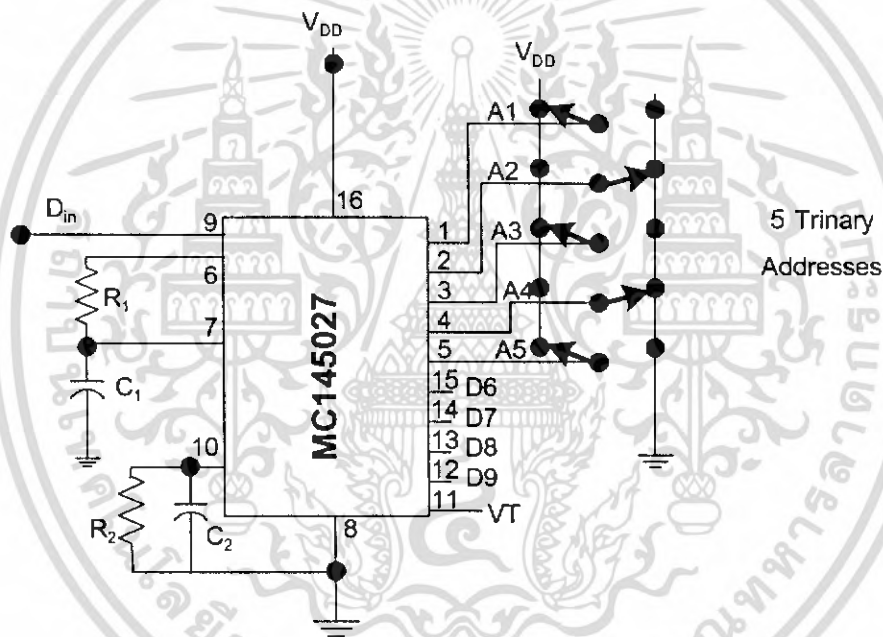 V_DD
V_DD
A1
A2
A3
A4
A5
5 Trinary
Addresses
D_in
9
16
6
R_1
7
C_1
10
R_2
C_2
8
MC145027
1
2
3
4
5
15 D6
14 D7
13 D8
12 D9
11 VT